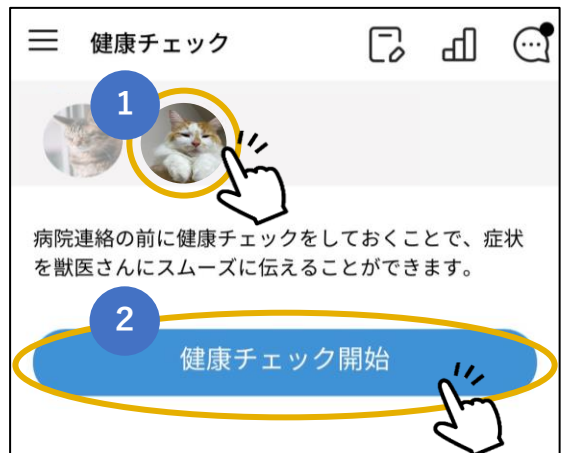 健康チェック
1
病院連絡の前に健康チェックをしておくことで、症状
を獣医さんにスムーズに伝えることができます。
2
健康チェック開始